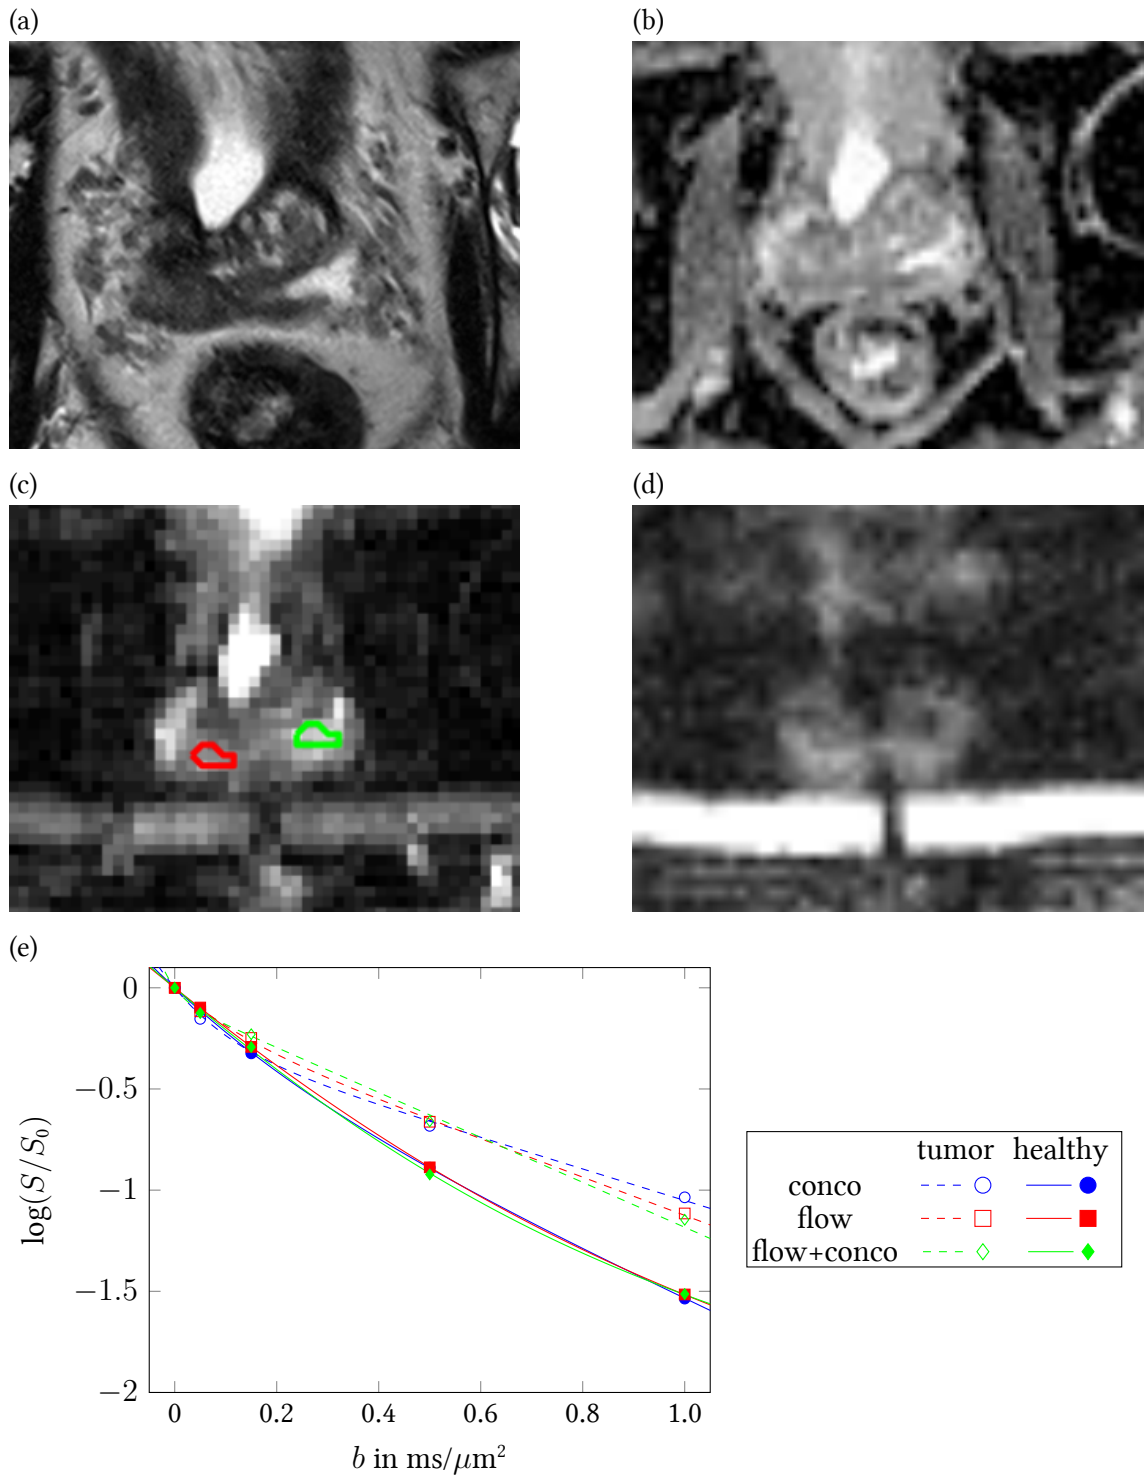 (a)
(b)
(c)
(d)
(e)
0
−0.5
−1
−1.5
−2
log(S/S₀)
0 0.2 0.4 0.6 0.8 1.0
b in ms/μm²
tumor healthy
conco
flow
flow+conco